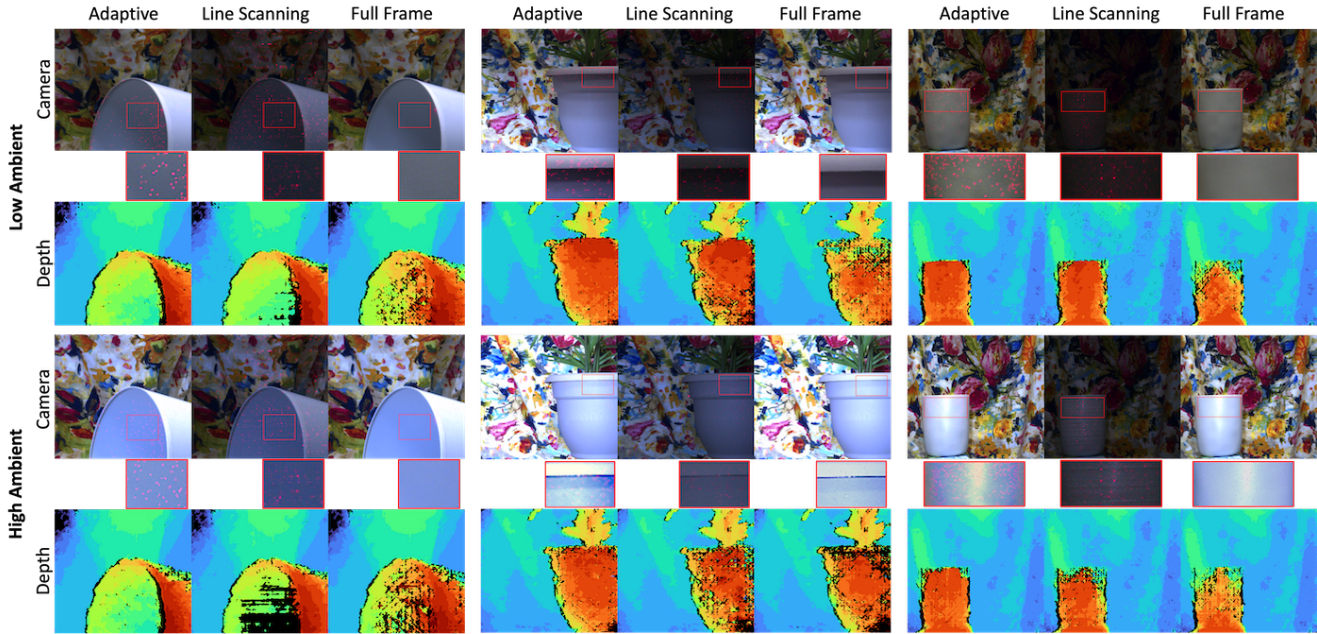 Adaptive Line Scanning Full Frame Adaptive Line Scanning Full Frame Adaptive Line Scanning Full Frame
Low Ambient
Camera
Depth
High Ambient
Camera
Depth